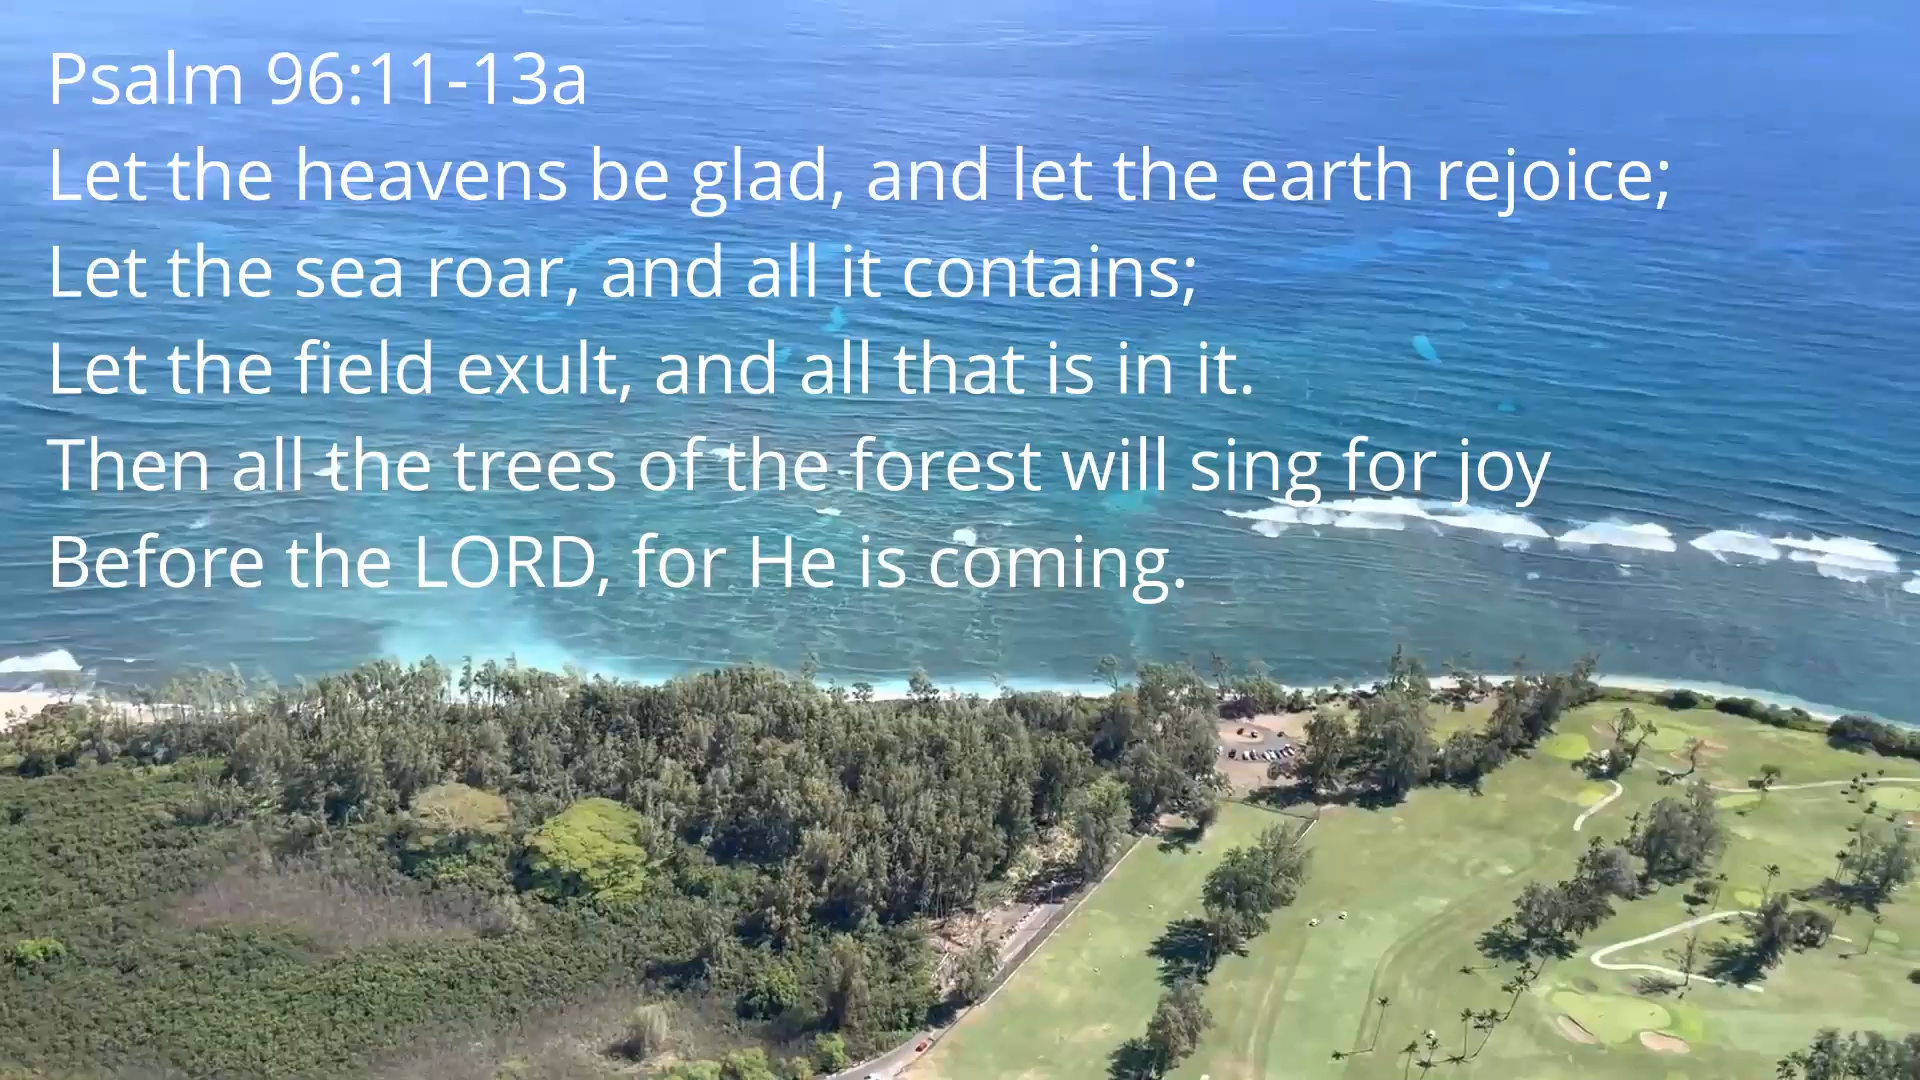 Psalm 96:11-13a
Let the heavens be glad, and let the earth rejoice;
Let the sea roar, and all it contains;
Let the field exult, and all that is in it.
Then all the trees of the forest will sing for joy
Before the LORD, for He is coming.